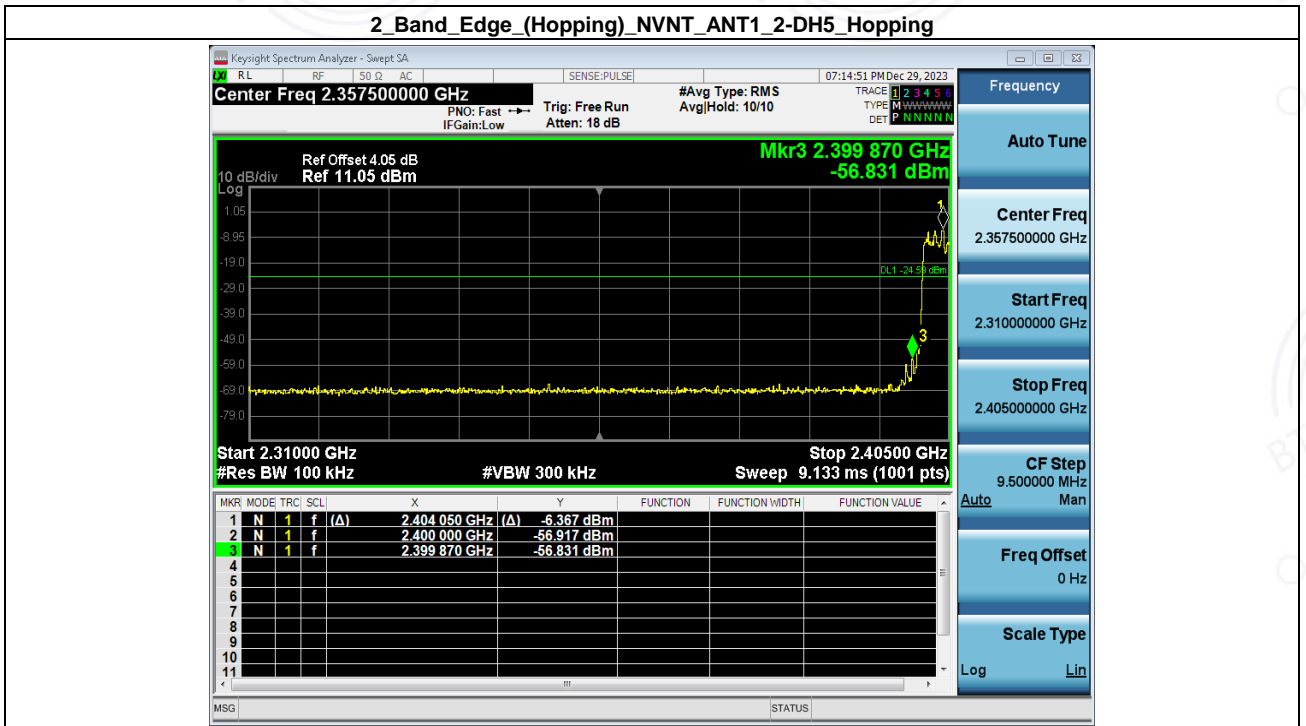 2_Band_Edge_(Hopping)_NVNT_ANT1_2-DH5_Hopping
Keysight Spectrum Analyzer - Swept SA
LXI RL RF 50 Ω AC SENSE:PULSE 07:14:51 PM Dec 29, 2023
Center Freq 2.357500000 GHz
PNO: Fast
IFGain:Low
Trig: Free Run
Atten: 18 dB
#Avg Type: RMS
Avg|Hold: 10/10
TRACE 1 2 3 4 5 6
TYPE M W W W W W
DET P N N N N N
Frequency
Mkr3 2.399 870 GHz
-56.831 dBm
Ref Offset 4.05 dB
10 dB/div Ref 11.05 dBm
Log
1.05
-8.95
-19.0
-29.0
-39.0
-49.0
-59.0
-69.0
-79.0
1
DL1 -24.59 dBm
3
Start 2.31000 GHz Stop 2.40500 GHz
#Res BW 100 kHz #VBW 300 kHz Sweep 9.133 ms (1001 pts)
MKR MODE TRC SCL X Y FUNCTION FUNCTION WIDTH FUNCTION VALUE
1 N 1 f (Δ) 2.404 050 GHz (Δ) -6.367 dBm
2 N 1 f 2.400 000 GHz -56.917 dBm
3 N 1 f 2.399 870 GHz -56.831 dBm
4
5
6
7
8
9
10
11
MSG STATUS
Auto Tune
Center Freq
2.357500000 GHz
Start Freq
2.310000000 GHz
Stop Freq
2.405000000 GHz
CF Step
9.500000 MHz
Auto Man
Freq Offset
0 Hz
Scale Type
Log Lin